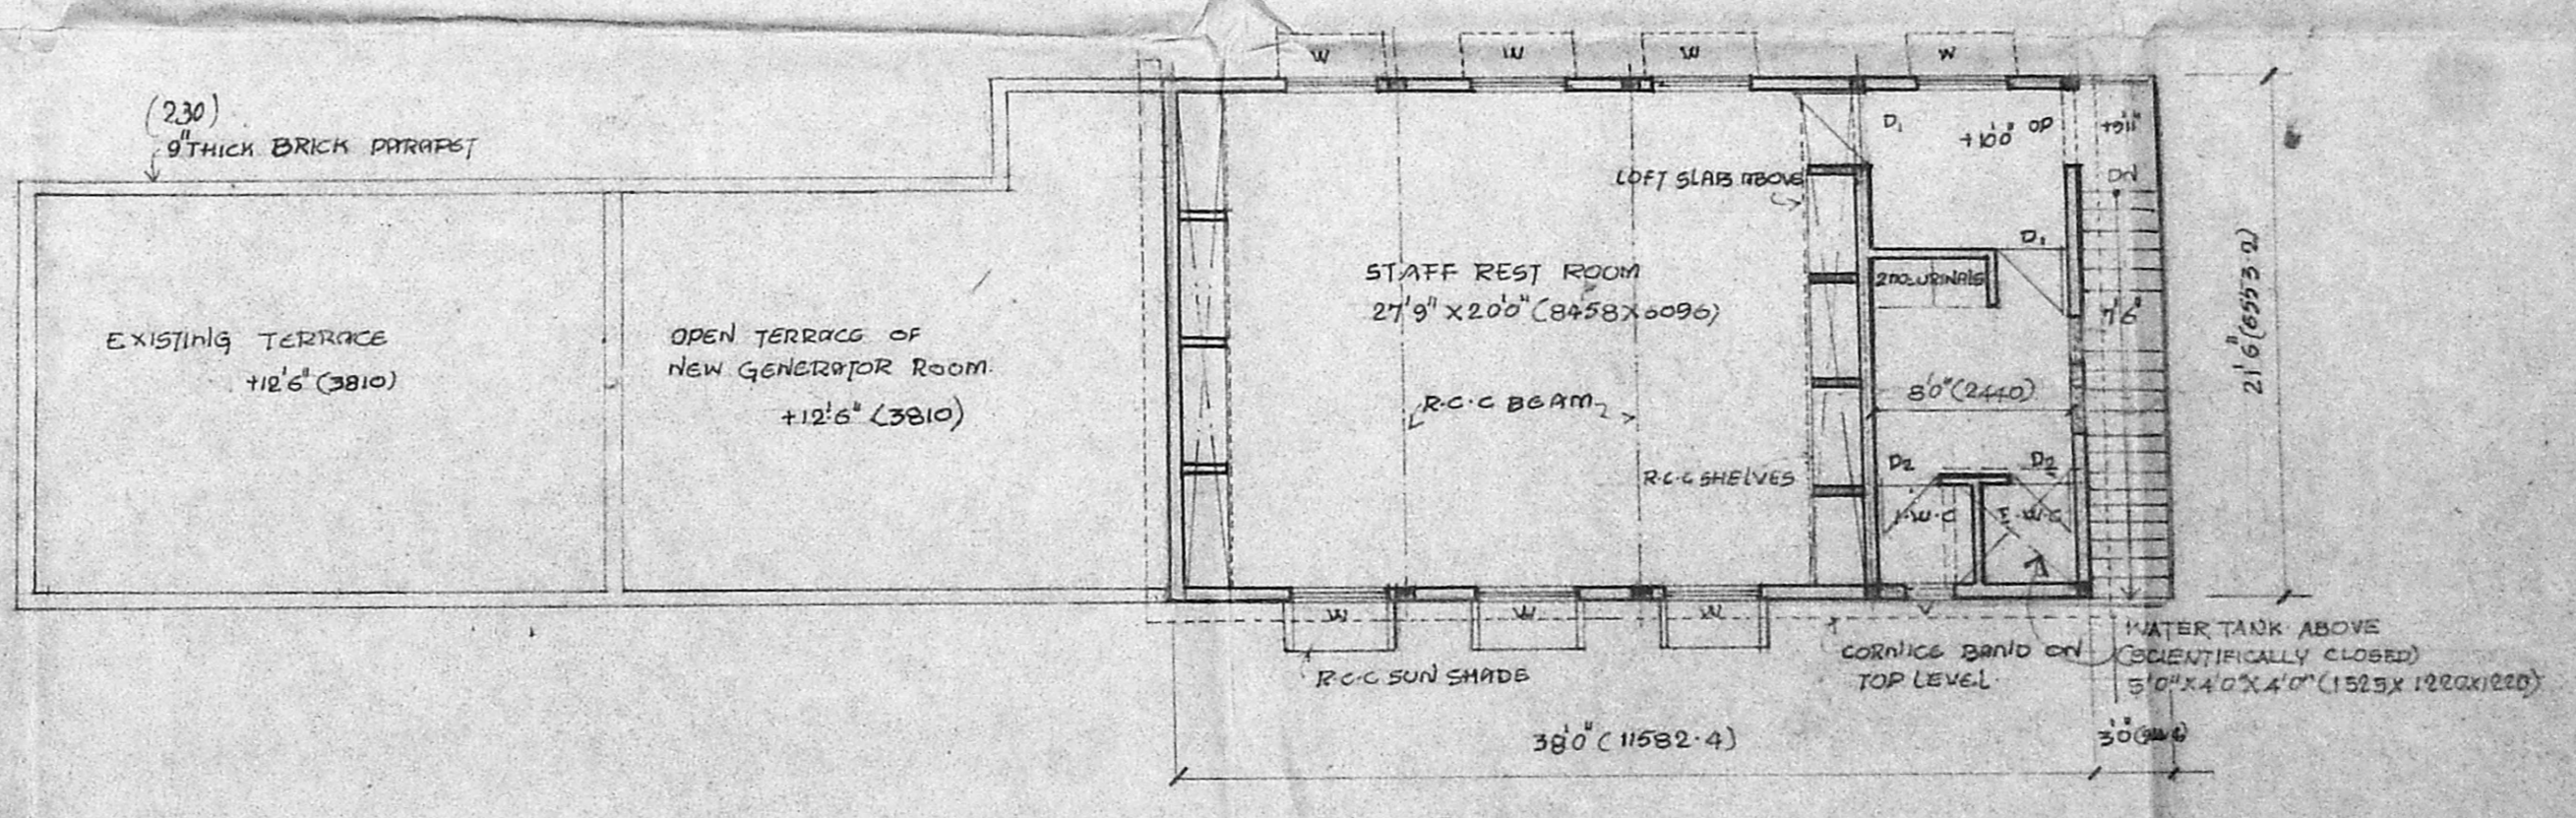 W W W W
(230)
9" THICK BRICK PARAPET
D1
+10'0" OP
+9'11"
DN
LOFT SLAB ABOVE
D1
2 NO. URINALS
STAFF REST ROOM
27'9" X 20'0" (8458 X 6096)
7'6"
21'6" (6553.2)
EXISTING TERRACE
+12'6" (3810)
OPEN TERRACE OF
NEW GENERATOR ROOM.
+12'6" (3810)
R.C.C BEAM
8'0" (2440)
R.C.C SHELVES
D2 D2
I.W.C E.W.C
W W W V
R.C.C SUN SHADE
CORNICE BAND ON
TOP LEVEL.
WATER TANK ABOVE
(SCIENTIFICALLY CLOSED)
5'0" X 4'0" X 4'0" (1525 X 1220 X 1220)
38'0" (11582.4)
3'0"